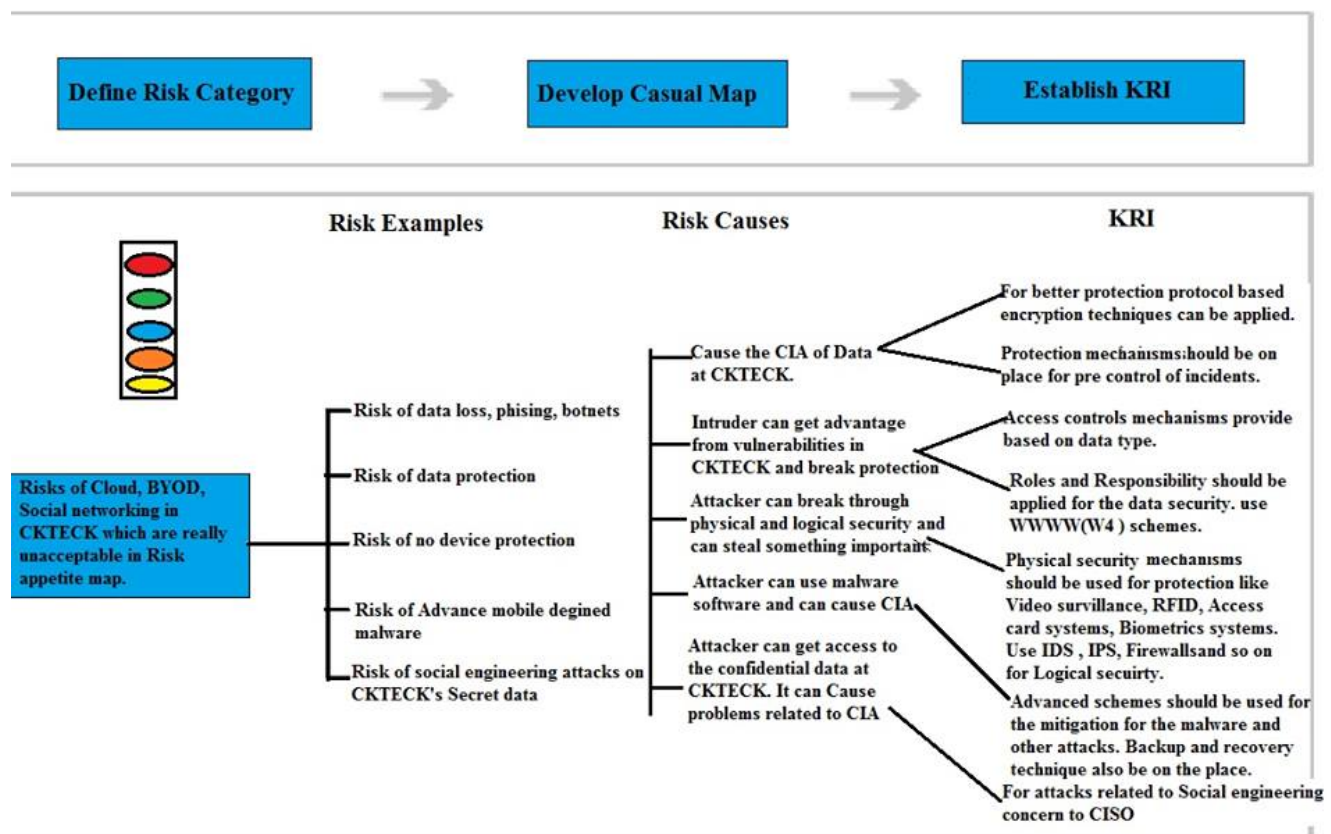 Define Risk Category
Develop Casual Map
Establish KRI
Risk Examples
Risk Causes
KRI
Risks of Cloud, BYOD,
Social networking in
CKTECK which are really
unacceptable in Risk
appetite map.
Risk of data loss, phising, botnets
Risk of data protection
Risk of no device protection
Risk of Advance mobile degined
malware
Risk of social engineering attacks on
CKTECK's Secret data
Cause the CIA of Data
at CKTECK.
Intruder can get advantage
from vulnerabilities in
CKTECK and break protection
Attacker can break through
physical and logical security and
can steal something important
Attacker can use malware
software and can cause CIA
Attacker can get access to
the confidential data at
CKTECK. It can Cause
problems related to CIA
For better protection protocol based
encryption techniques can be applied.
Protection mechanisms should be on
place for pre control of incidents.
Access controls mechanisms provide
based on data type.
Roles and Responsibility should be
applied for the data security. use
WWWW(W4 ) schemes.
Physical security mechanisms
should be used for protection like
Video survillance, RFID, Access
card systems, Biometrics systems.
Use IDS , IPS, Firewallsand so on
for Logical secuirty.
Advanced schemes should be used for
the mitigation for the malware and
other attacks. Backup and recovery
technique also be on the place.
For attacks related to Social engineering
concern to CISO